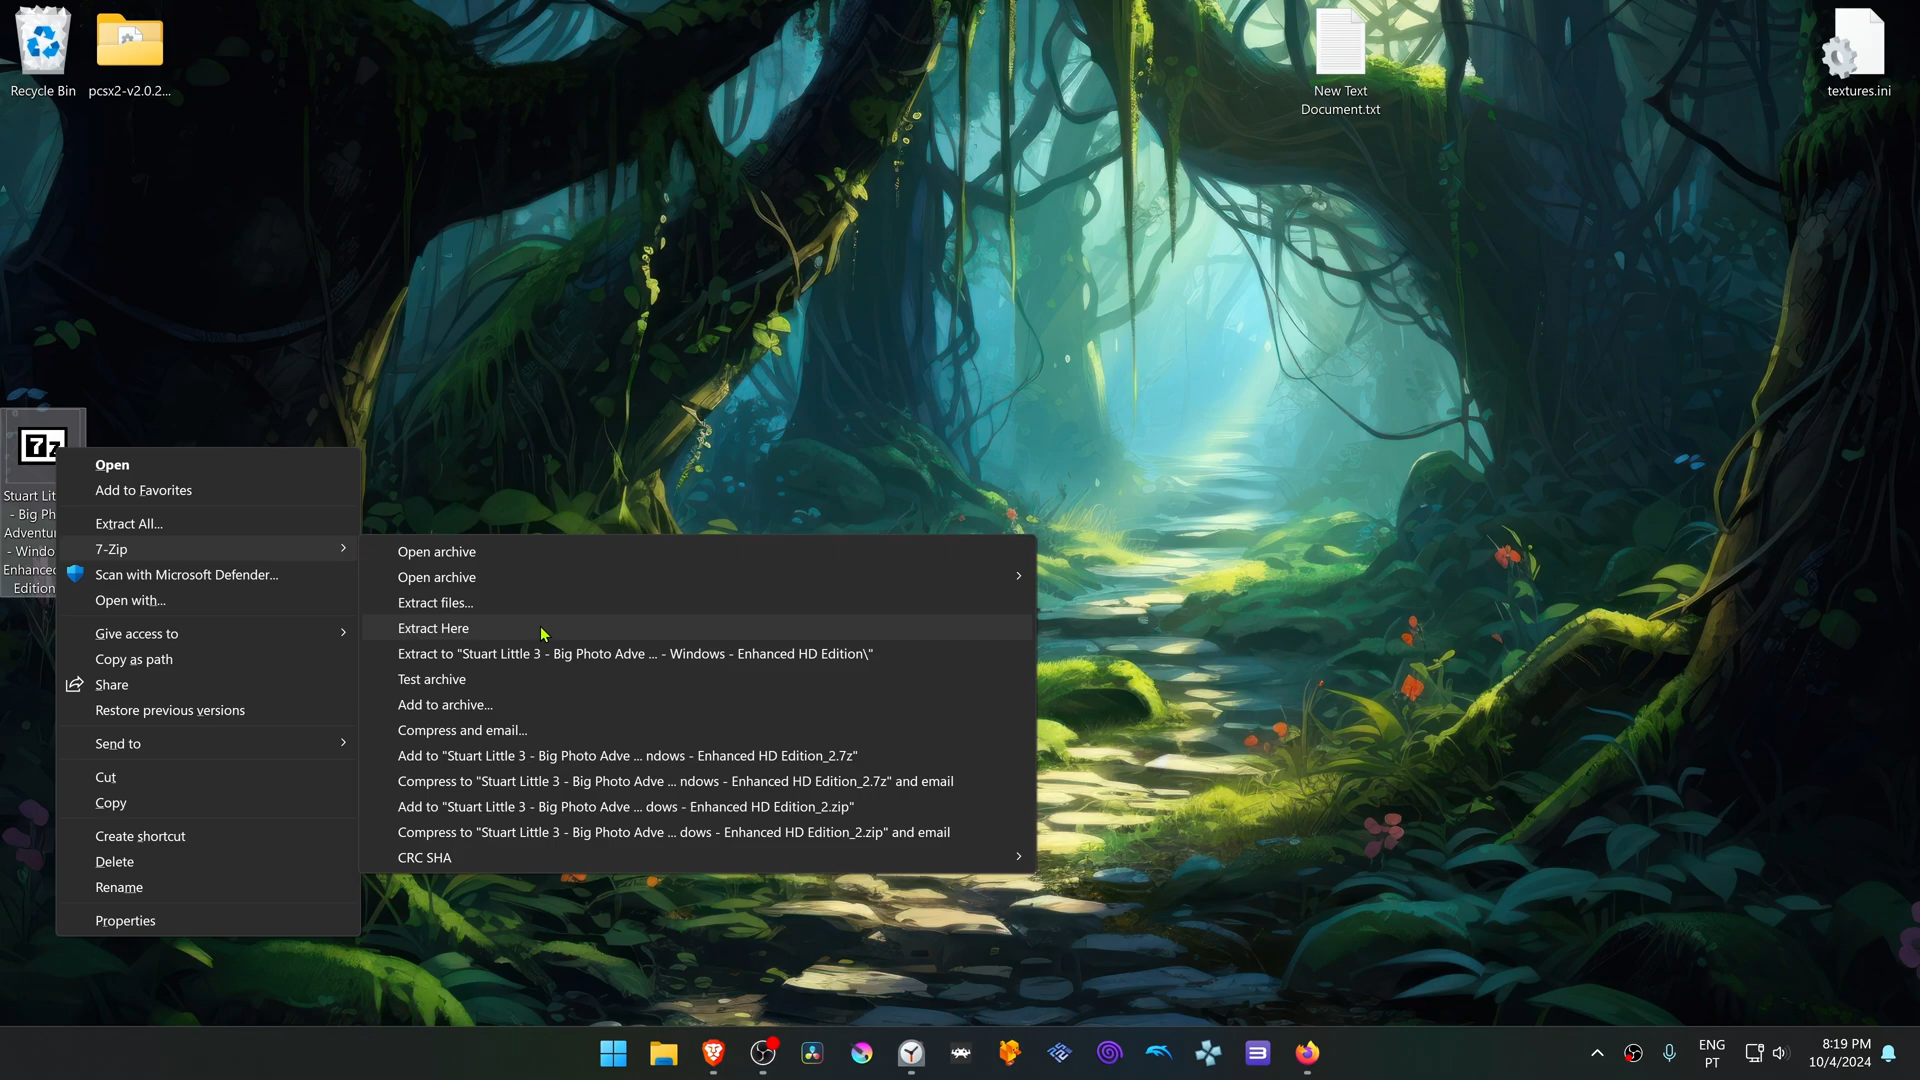 Recycle Bin
pcsx2-v2.0.2...
New Text
Document.txt
textures.ini
7z
Stuart Lit
- Big Ph
Adventu
- Windo
Enhanced
Edition
Open
Add to Favorites
Extract All...
7-Zip
Scan with Microsoft Defender...
Open with...
Give access to
Copy as path
Share
Restore previous versions
Send to
Cut
Copy
Create shortcut
Delete
Rename
Properties
Open archive
Open archive
Extract files...
Extract Here
Extract to "Stuart Little 3 - Big Photo Adve ... - Windows - Enhanced HD Edition\"
Test archive
Add to archive...
Compress and email...
Add to "Stuart Little 3 - Big Photo Adve ... ndows - Enhanced HD Edition_2.7z"
Compress to "Stuart Little 3 - Big Photo Adve ... ndows - Enhanced HD Edition_2.7z" and email
Add to "Stuart Little 3 - Big Photo Adve ... dows - Enhanced HD Edition_2.zip"
Compress to "Stuart Little 3 - Big Photo Adve ... dows - Enhanced HD Edition_2.zip" and email
CRC SHA
ENG
PT
8:19 PM
10/4/2024